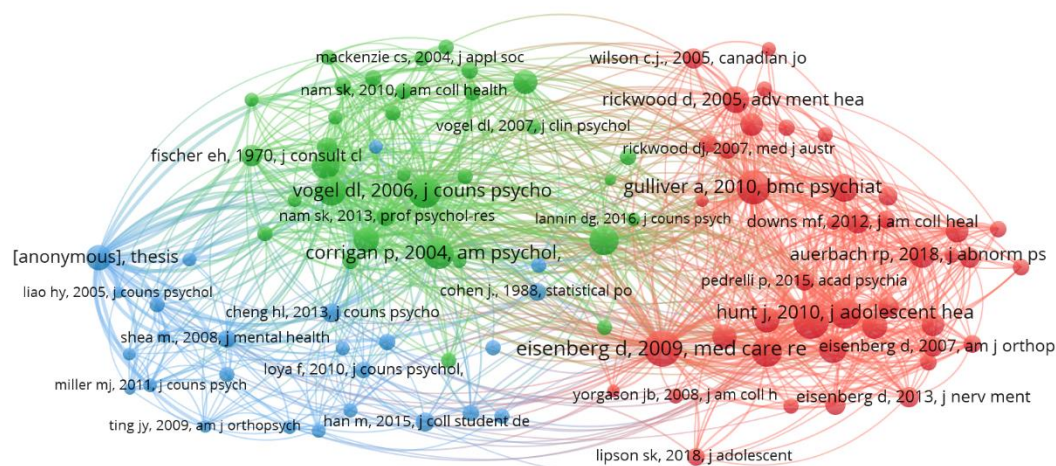 mackenzie cs, 2004, j appl soc
nam sk, 2010, j am coll health
vogel dl, 2007, j clin psychol
fischer eh, 1970, j consult cl
vogel dl, 2006, j couns psycho
nam sk, 2013, prof psychol-res
lannin dg, 2016, j couns psych
corrigan p, 2004, am psychol,
[anonymous], thesis
liao hy, 2005, j couns psychol
cohen j., 1988, statistical po
cheng hl, 2013, j couns psycho
shea m., 2008, j mental health
loya f, 2010, j couns psychol,
miller mj, 2011, j couns psych
ting jy, 2009, am j orthopsych
han m, 2015, j coll student de
wilson c.j., 2005, canadian jo
rickwood d, 2005, adv ment hea
rickwood dj, 2007, med j austr
gulliver a, 2010, bmc psychiat
downs mf, 2012, j am coll heal
auerbach rp, 2018, j abnorm ps
pedrelli p, 2015, acad psychia
hunt j, 2010, j adolescent hea
eisenberg d, 2009, med care re
eisenberg d, 2007, am j orthop
yorgason jb, 2008, j am coll h
eisenberg d, 2013, j nerv ment
lipson sk, 2018, j adolescent